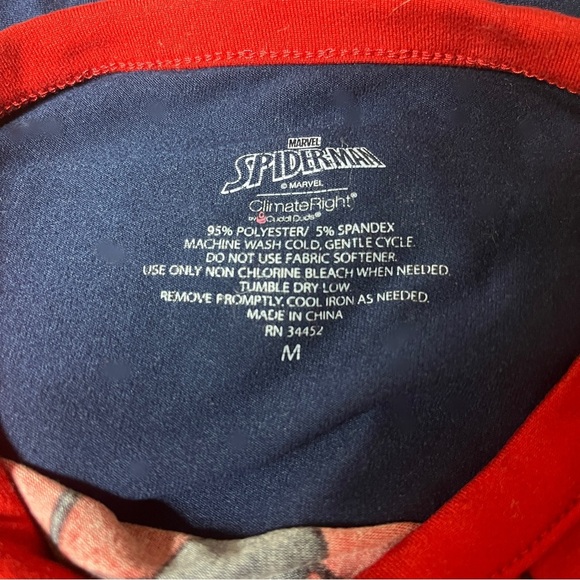 MARVEL
SPIDER-MAN
© MARVEL
ClimateRight®
by Cuddl Duds®
95% POLYESTER/ 5% SPANDEX
MACHINE WASH COLD, GENTLE CYCLE.
DO NOT USE FABRIC SOFTENER.
USE ONLY NON CHLORINE BLEACH WHEN NEEDED.
TUMBLE DRY LOW.
REMOVE PROMPTLY. COOL IRON AS NEEDED.
MADE IN CHINA
RN 34452
M